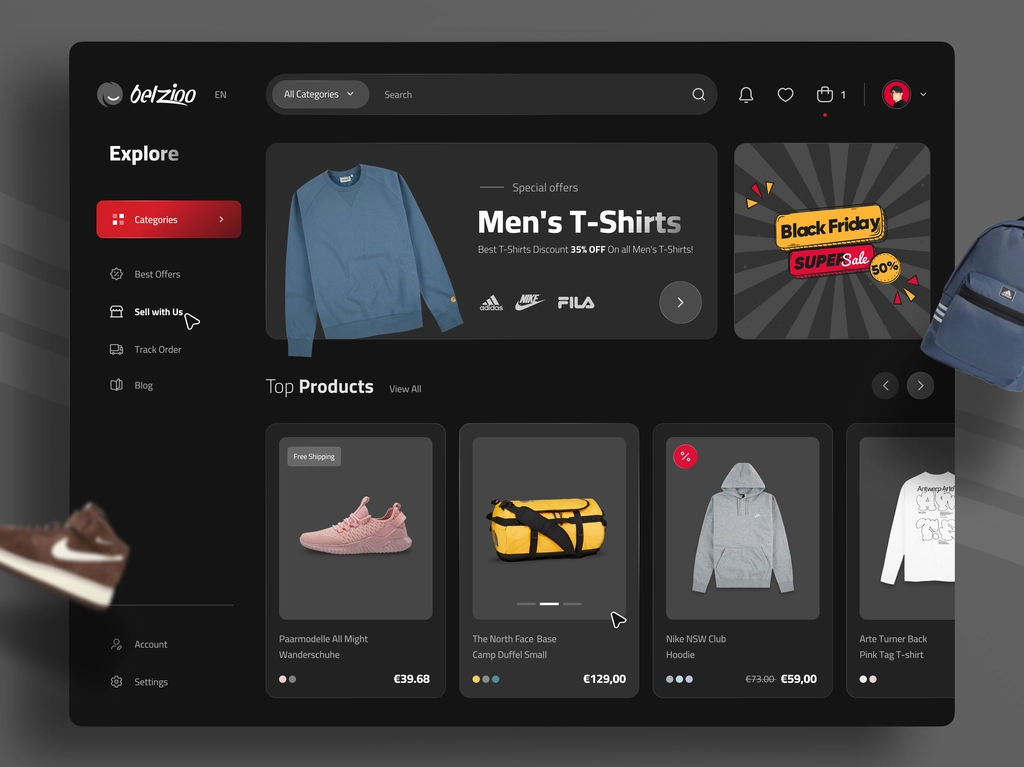 belzioo
EN
All Categories
Search
1
Explore
Categories
Best Offers
Sell with Us
Track Order
Blog
Account
Settings
Special offers
Men's T-Shirts
Best T-Shirts Discount 35% OFF On all Men's T-Shirts!
adidas
NIKE
FILA
Black Friday
SUPER Sale
50%
Top Products
View All
Free Shipping
Paarmodelle All Might
Wanderschuhe
€39.68
The North Face Base
Camp Duffel Small
€129,00
%
Nike NSW Club
Hoodie
€73.00 €59,00
Antwerp Arte
Arte Turner Back
Pink Tag T-shirt